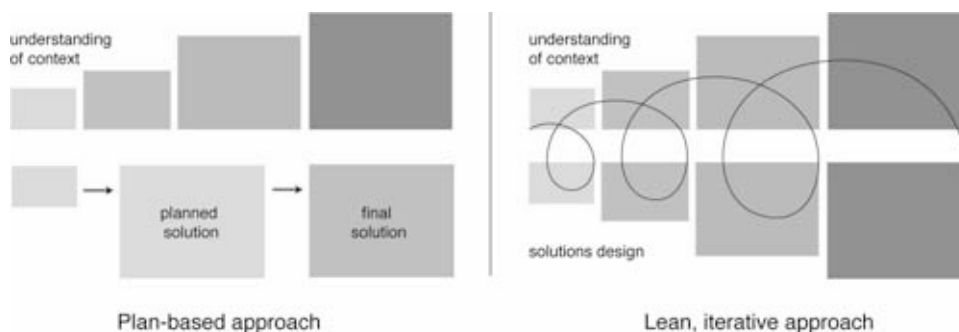 understanding
of context
planned
solution
final
solution
Plan-based approach
understanding
of context
solutions design
Lean, iterative approach